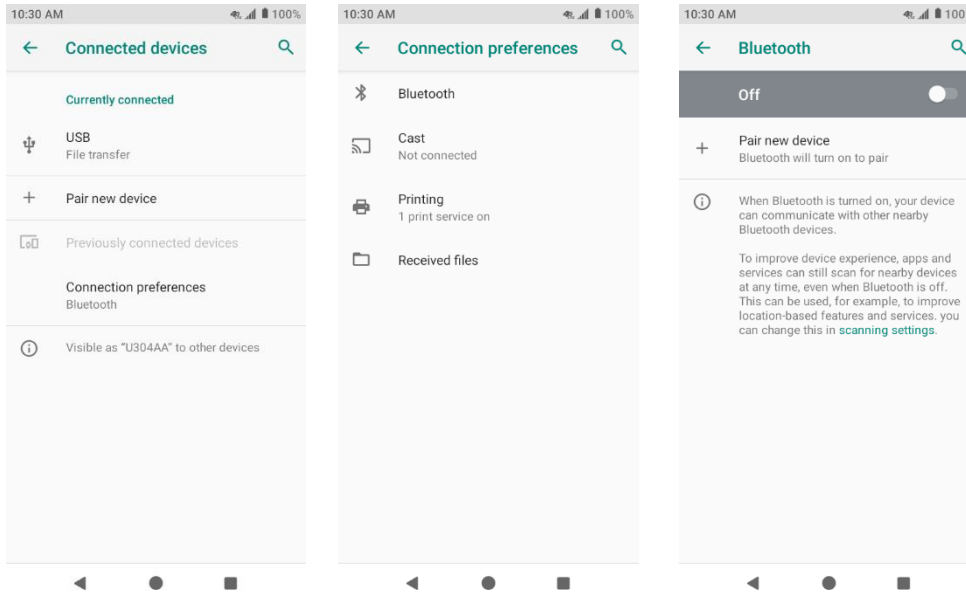 10:30 AM 100%
Connected devices
Currently connected
USB
File transfer
Pair new device
Previously connected devices
Connection preferences
Bluetooth
Visible as "U304AA" to other devices
10:30 AM 100%
Connection preferences
Bluetooth
Cast
Not connected
Printing
1 print service on
Received files
10:30 AM 100
Bluetooth
Off
Pair new device
Bluetooth will turn on to pair
When Bluetooth is turned on, your device
can communicate with other nearby
Bluetooth devices.
To improve device experience, apps and
services can still scan for nearby devices
at any time, even when Bluetooth is off.
This can be used, for example, to improve
location-based features and services. you
can change this in scanning settings.